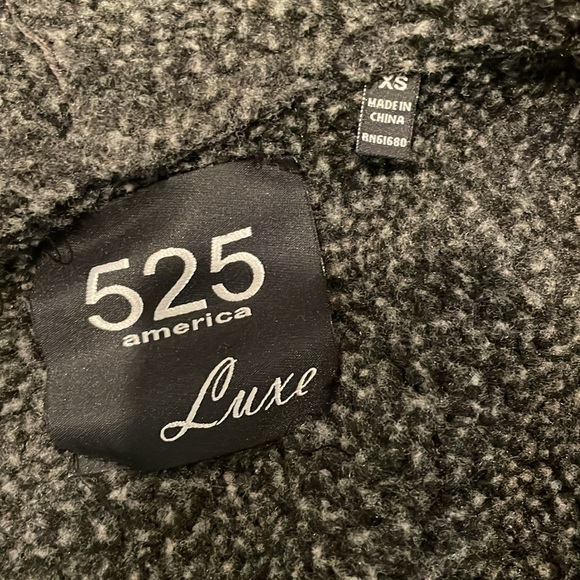 XS
MADE IN
CHINA
RN61680
525
america
Luxe